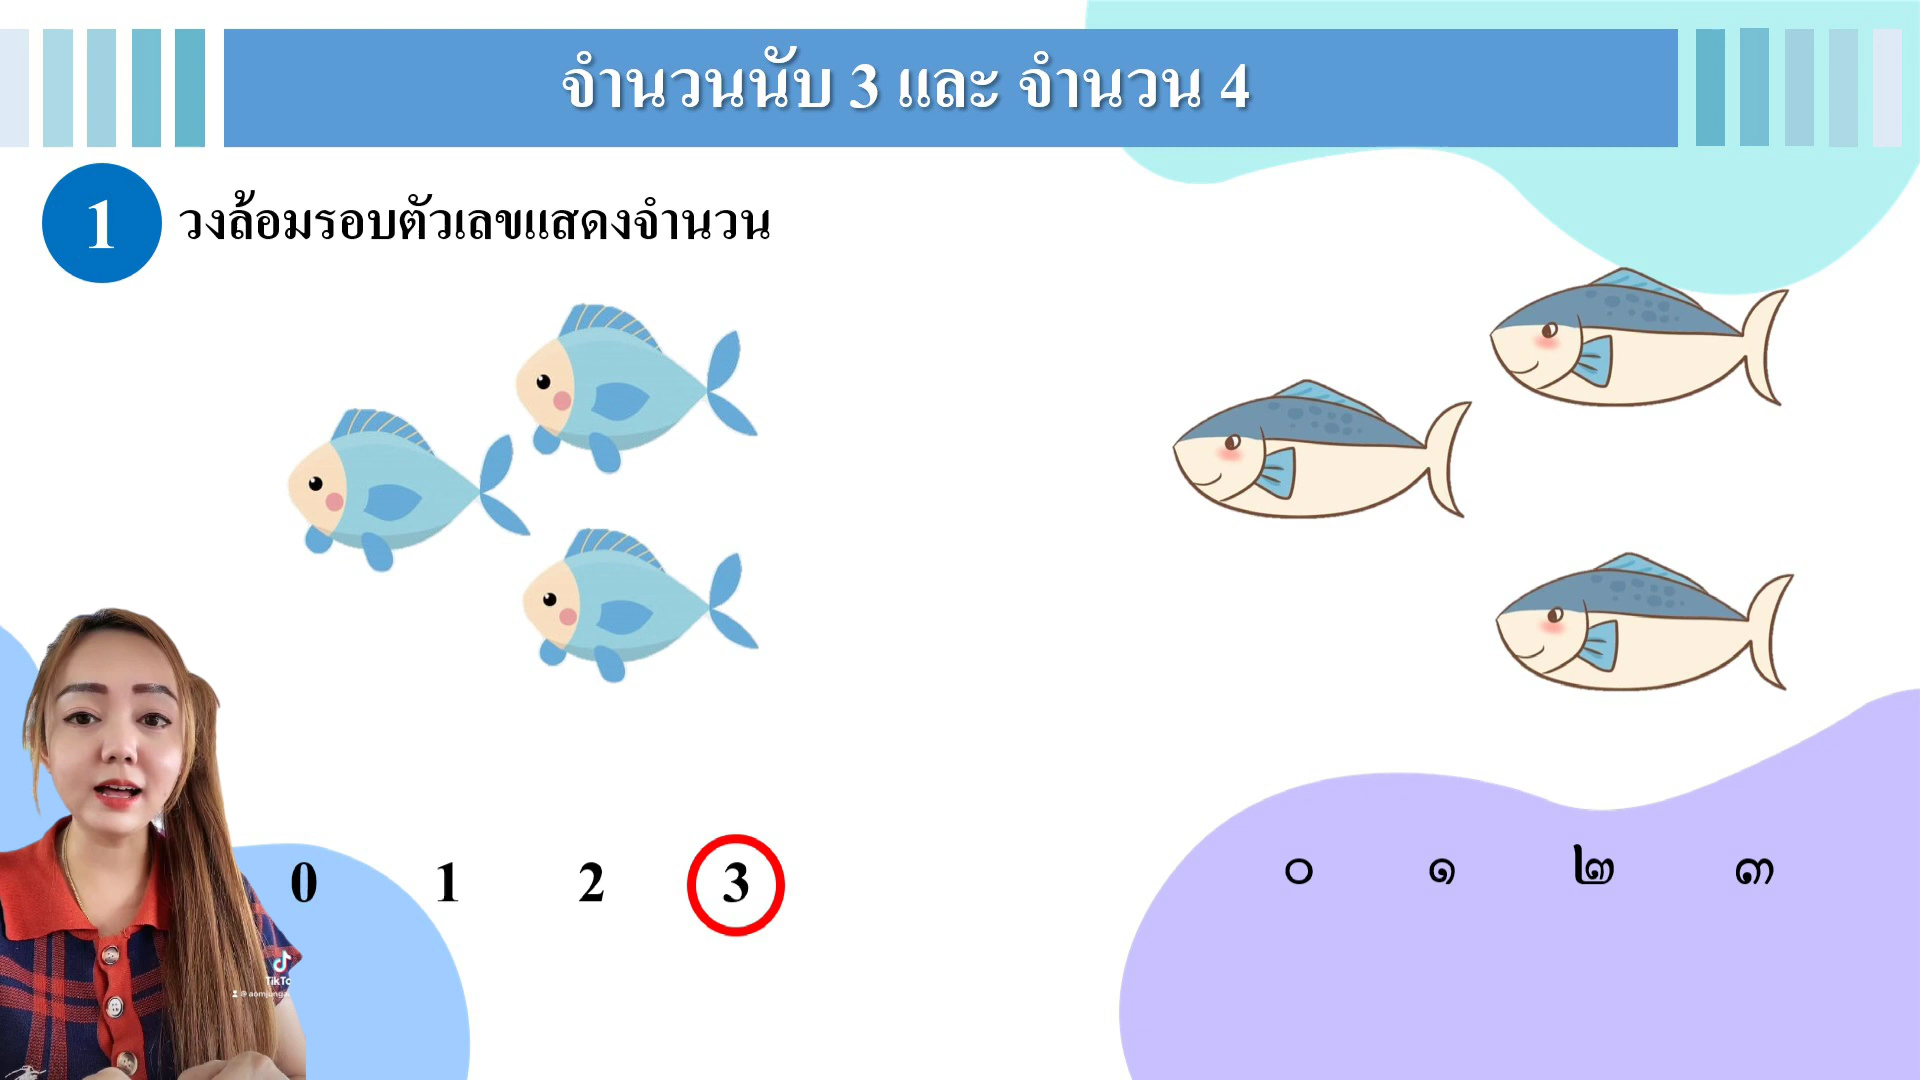 จำนวนนับ 3 และ จำนวน 4
1 วงล้อมรอบตัวเลขแสดงจำนวน
0 1 2 3
๐ ๑ ๒ ๓